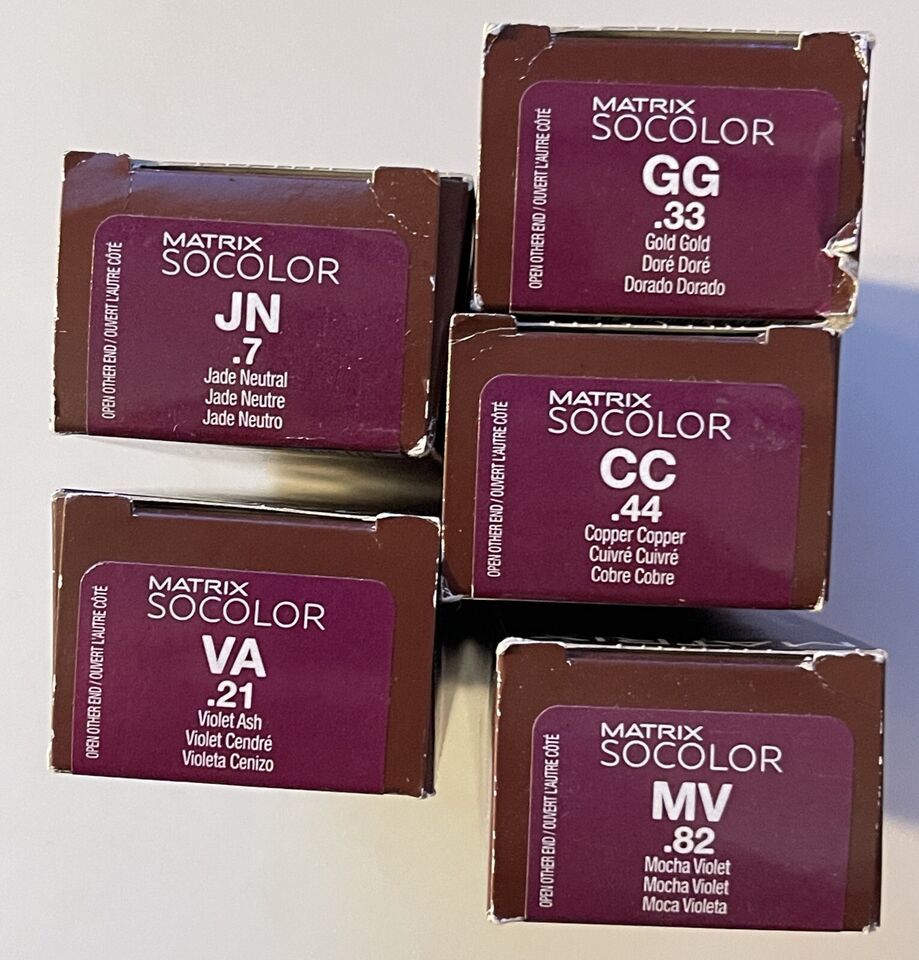 MATRIX
SOCOLOR
GG
.33
Gold Gold
Doré Doré
Dorado Dorado
OPEN OTHER END / OUVERT L'AUTRE CÔTÉ
MATRIX
SOCOLOR
JN
.7
Jade Neutral
Jade Neutre
Jade Neutro
OPEN OTHER END / OUVERT L'AUTRE CÔTÉ
MATRIX
SOCOLOR
CC
.44
Copper Copper
Cuivré Cuivré
Cobre Cobre
OPEN OTHER END / OUVERT L'AUTRE CÔTÉ
MATRIX
SOCOLOR
VA
.21
Violet Ash
Violet Cendré
Violeta Cenizo
OPEN OTHER END / OUVERT L'AUTRE CÔTÉ
MATRIX
SOCOLOR
MV
.82
Mocha Violet
Mocha Violet
Moca Violeta
OPEN OTHER END / OUVERT L'AUTRE CÔTÉ